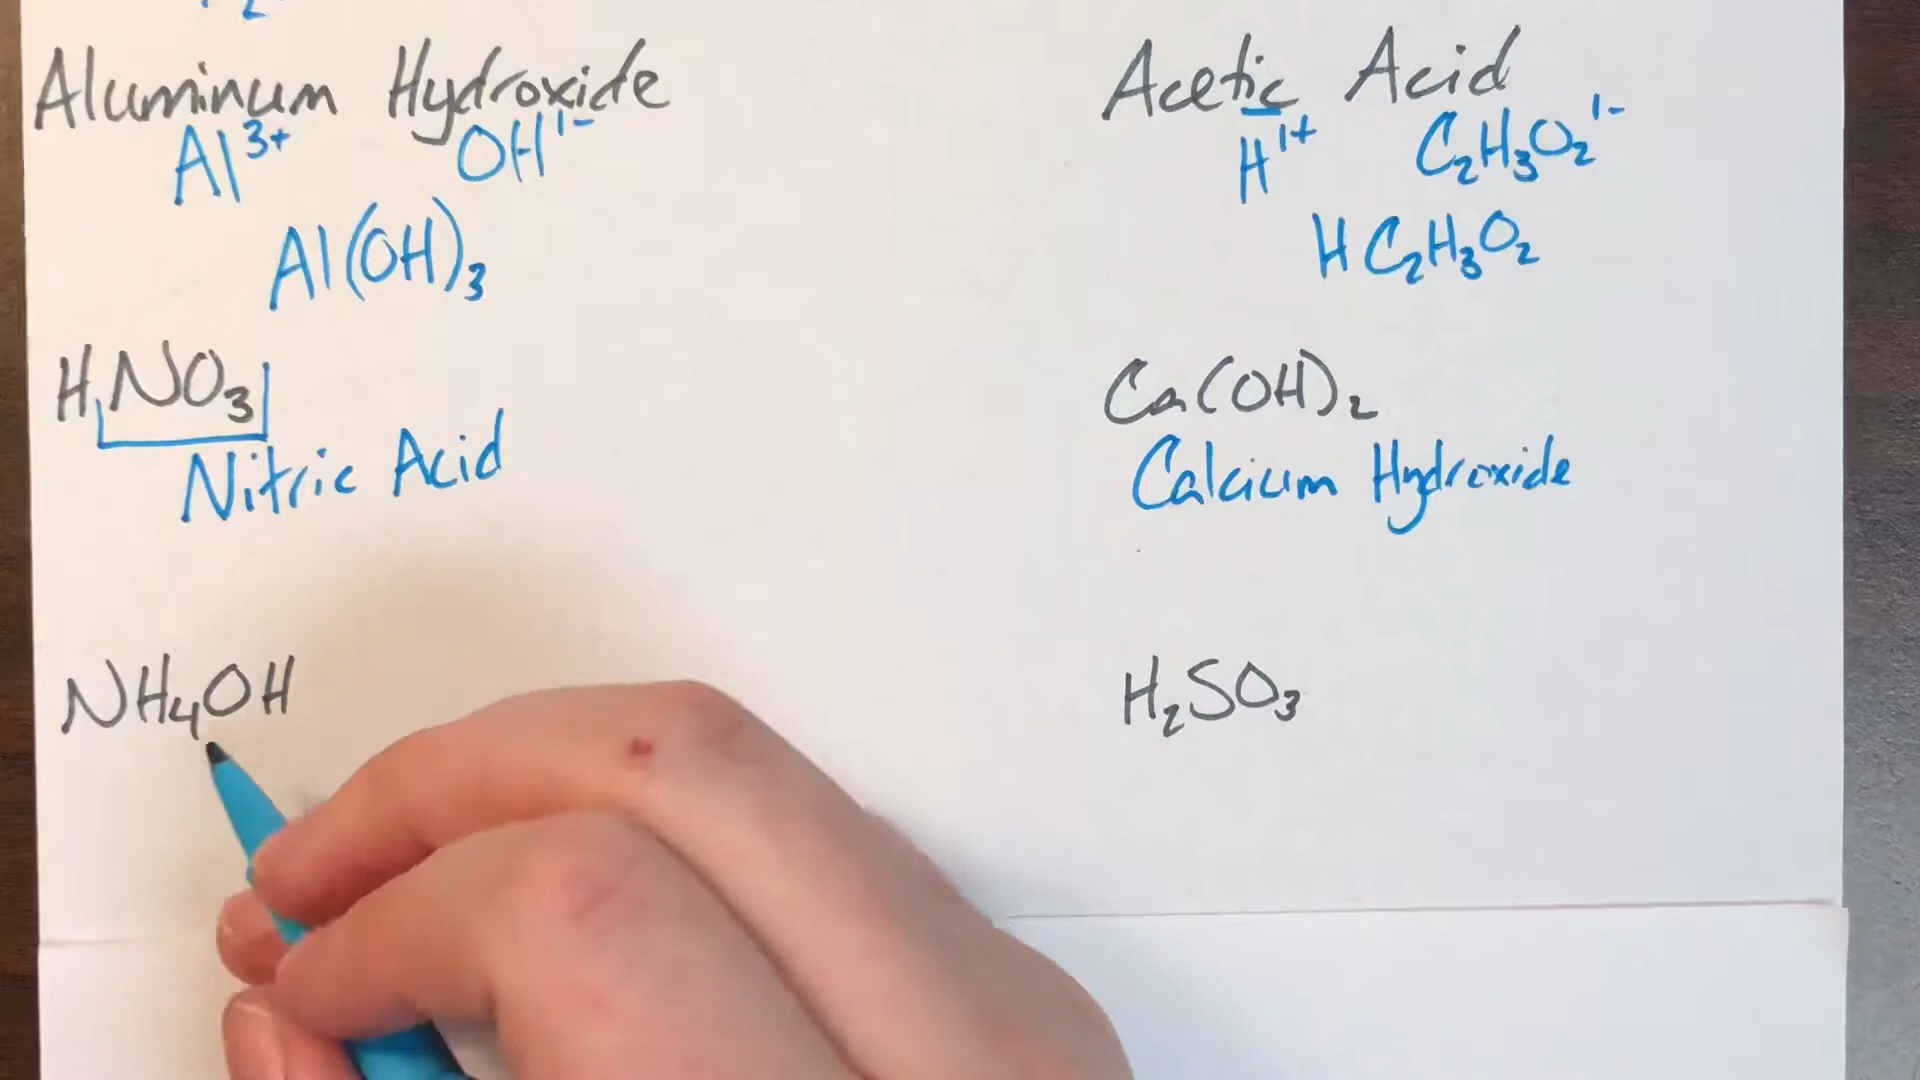 Aluminum Hydroxide
Al³⁺ OH¹⁻
Al(OH)₃
HNO₃
Nitric Acid
NH₄OH
Acetic Acid
H¹⁺ C₂H₃O₂¹⁻
HC₂H₃O₂
Ca(OH)₂
Calcium Hydroxide
H₂SO₃